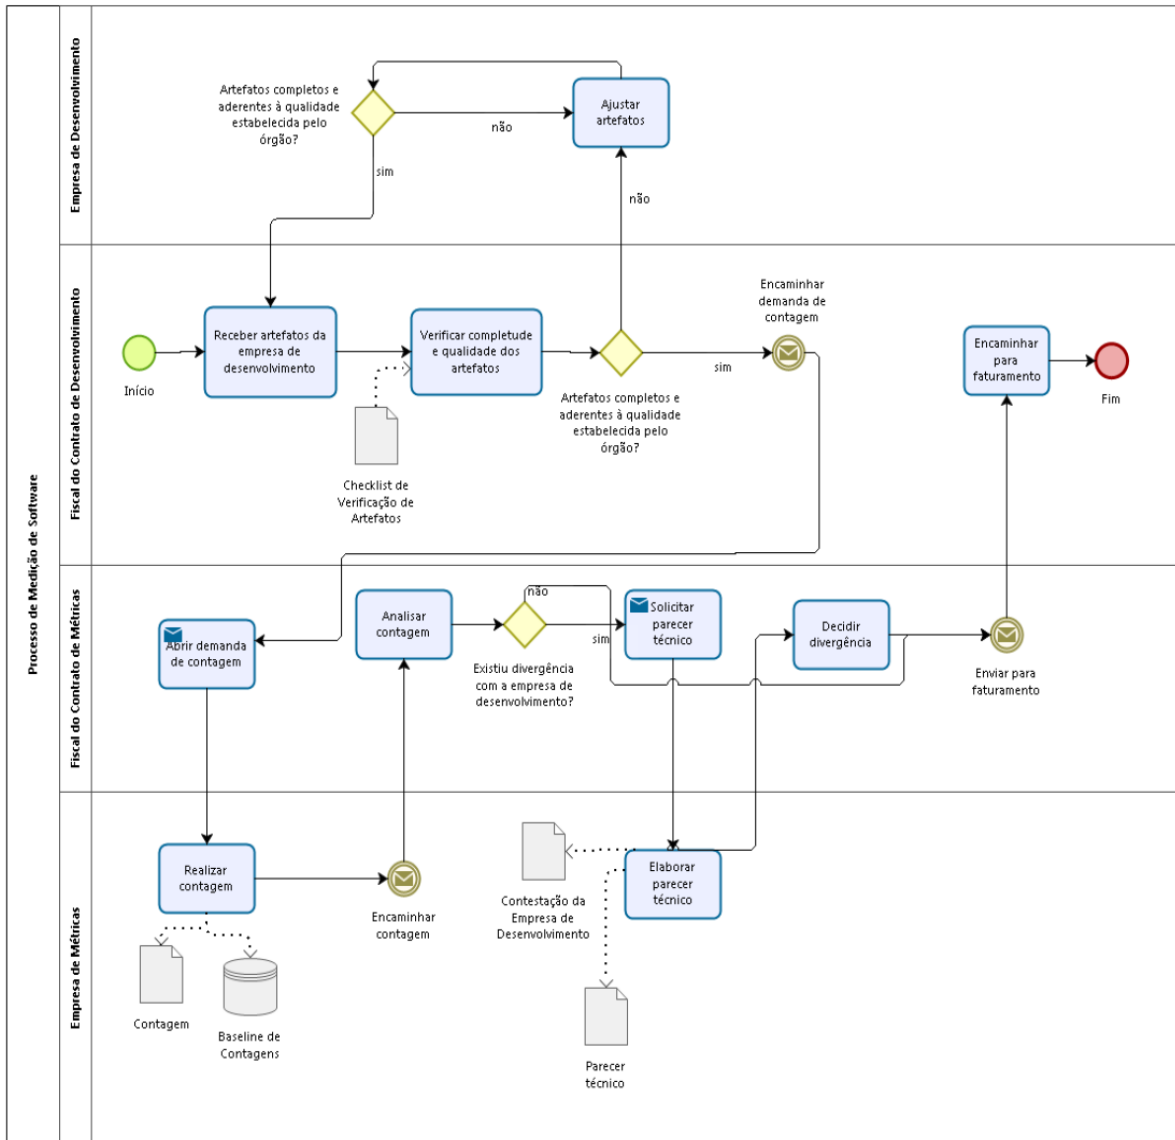 Processo de Medição de Software
Empresa de Desenvolvimento
Artefatos completos e
aderentes à qualidade
estabelecida pelo
órgão?
não
sim
Ajustar
artefatos
não
Fiscal do Contrato de Desenvolvimento
Início
Receber artefatos da
empresa de
desenvolvimento
Verificar completude
e qualidade dos
artefatos
Checklist de
Verificação de
Artefatos
Artefatos completos e
aderentes à qualidade
estabelecida pelo
órgão?
sim
Encaminhar
demanda de
contagem
Encaminhar
para
faturamento
Fim
Fiscal do Contrato de Métricas
Abrir demanda
de contagem
Analisar
contagem
não
sim
Existiu divergência
com a empresa de
desenvolvimento?
Solicitar
parecer
técnico
Decidir
divergência
Enviar para
faturamento
Empresa de Métricas
Realizar
contagem
Contagem
Baseline de
Contagens
Encaminhar
contagem
Contestação da
Empresa de
Desenvolvimento
Elaborar
parecer
técnico
Parecer
técnico